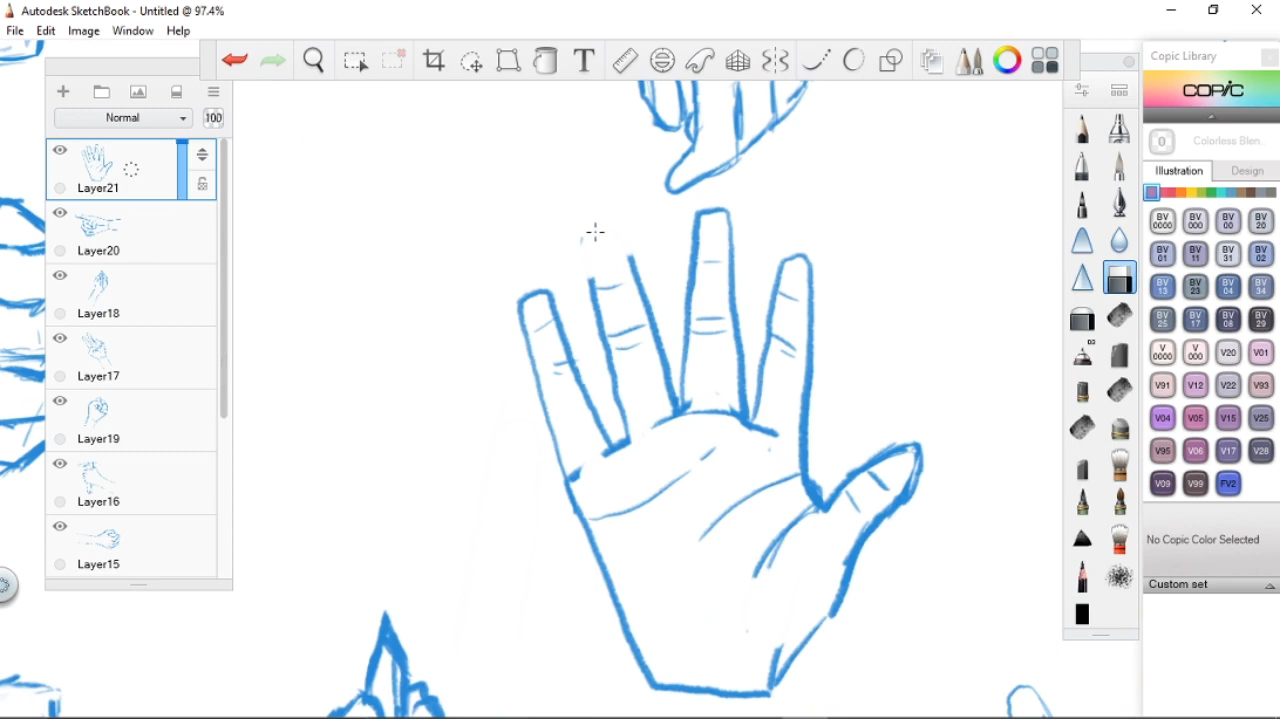 Autodesk SketchBook - Untitled @ 97.4%
File Edit Image Window Help
Copic Library
COPIC
Normal
100
0 Colorless Blen..
Illustration Design
Layer21
Layer20
Layer18
Layer17
Layer19
Layer16
Layer15
T
03
BV 0000 BV 000 BV 00 BV 20
BV 01 BV 11 BV 31 BV 02
BV 13 BV 23 BV 04 BV 34
BV 25 BV 17 BV 08 BV 29
V 0000 V 000 V20 V01
V91 V12 V22 V93
V04 V05 V15 V25
V95 V06 V17 V28
V09 V99 FV2
No Copic Color Selected
Custom set